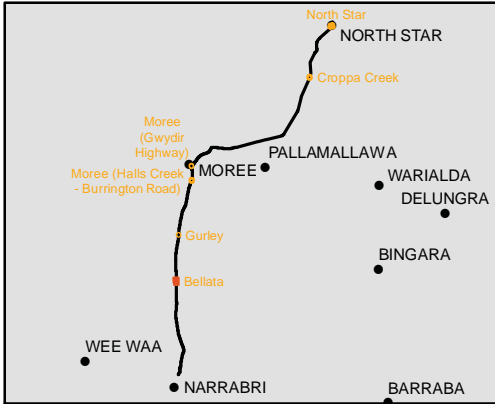 North Star
NORTH STAR
Croppa Creek
Moree
(Gwydir
Highway)
MOREE
PALLAMALLAWA
Moree (Halls Creek
- Burrington Road)
WARIALDA
DELUNGRA
Gurley
BINGARA
Bellata
WEE WAA
NARRABRI
BARRABA